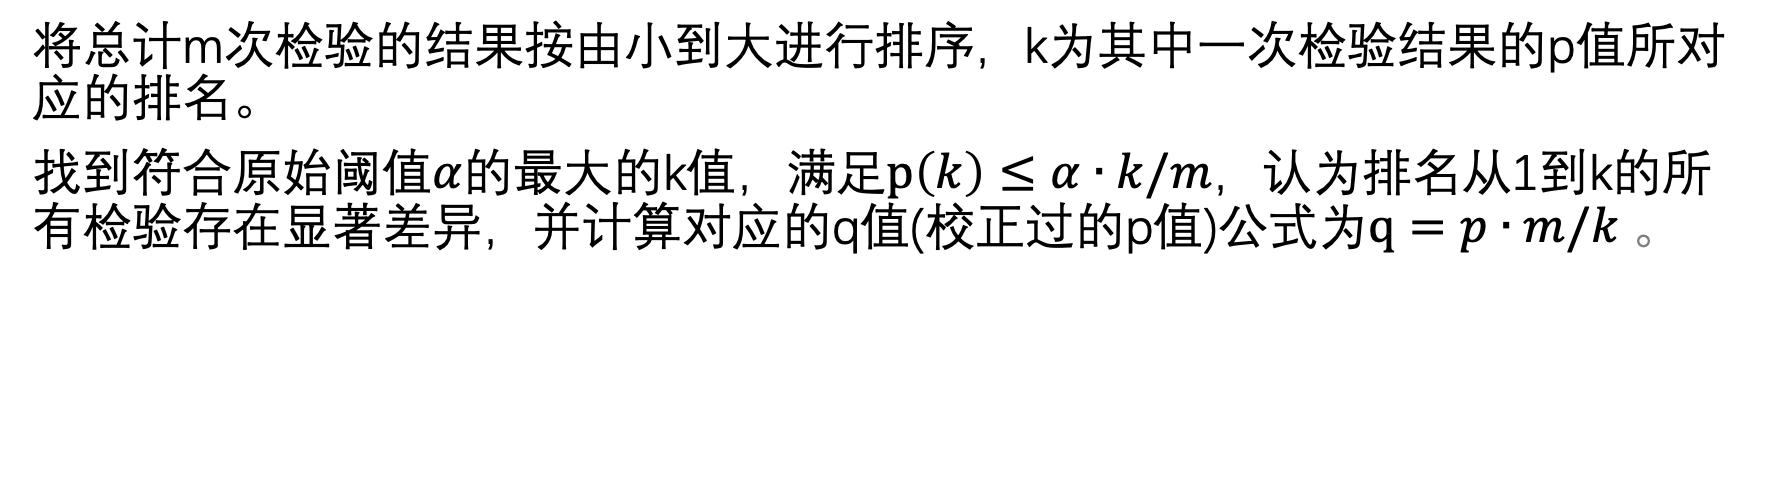 将总计m次检验的结果按由小到大进行排序，k为其中一次检验结果的p值所对
应的排名。
找到符合原始阈值α的最大的k值，满足p(k) ≤ α · k/m，认为排名从1到k的所
有检验存在显著差异，并计算对应的q值(校正过的p值)公式为q = p · m/k 。